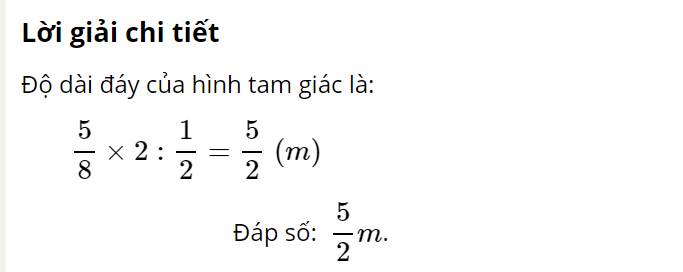 Lời giải chi tiết
Độ dài đáy của hình tam giác là:
5/8 × 2 : 1/2 = 5/2 (m)
Đáp số: 5/2 m.